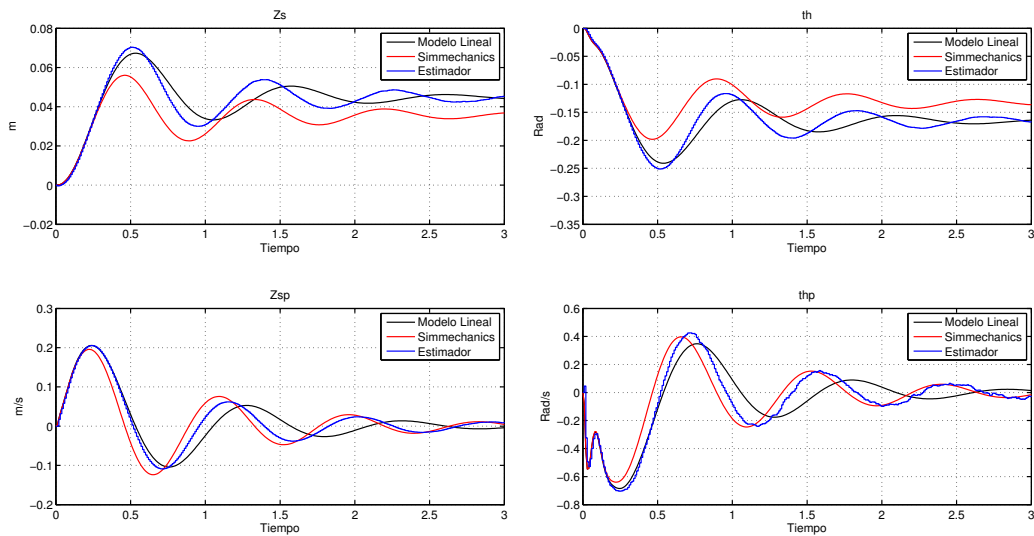 Zs
0.08
0.06
0.04
0.02
0
−0.02
m
0 0.5 1 1.5 2 2.5 3
Tiempo
Modelo Lineal
Simmechanics
Estimador
th
0
−0.05
−0.1
−0.15
−0.2
−0.25
−0.3
−0.35
Rad
0 0.5 1 1.5 2 2.5 3
Tiempo
Modelo Lineal
Simmechanics
Estimador
Zsp
0.3
0.2
0.1
0
−0.1
−0.2
m/s
0 0.5 1 1.5 2 2.5 3
Tiempo
Modelo Lineal
Simmechanics
Estimador
thp
0.6
0.4
0.2
0
−0.2
−0.4
−0.6
−0.8
Rad/s
0 0.5 1 1.5 2 2.5 3
Tiempo
Modelo Lineal
Simmechanics
Estimador